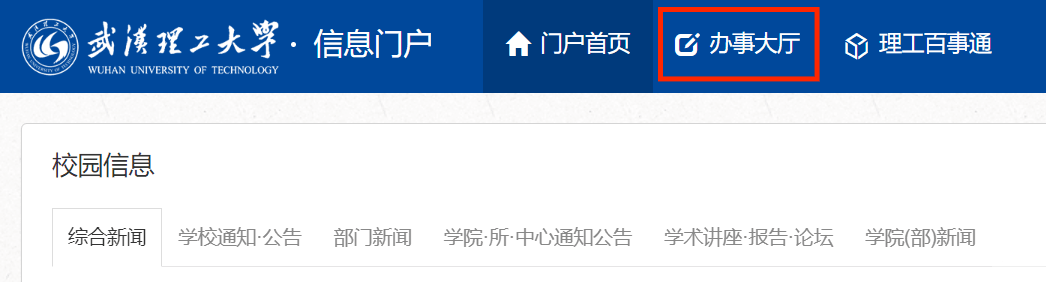 武漢理工大學·信息门户 门户首页 办事大厅 理工百事通
WUHAN UNIVERSITY OF TECHNOLOGY
校园信息
综合新闻 学校通知·公告 部门新闻 学院·所·中心通知公告 学术讲座·报告·论坛 学院(部)新闻